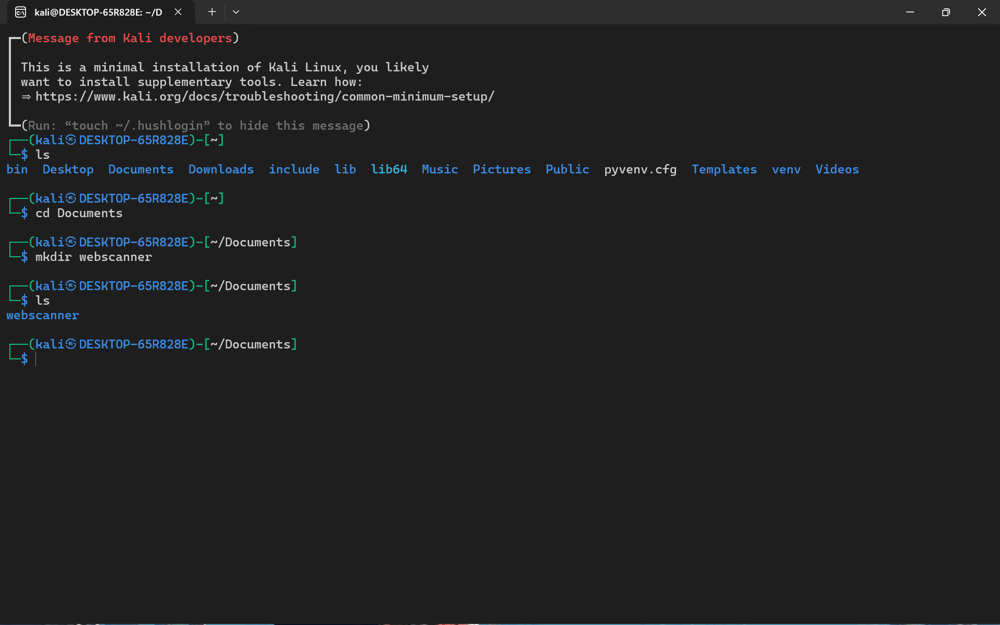 kali@DESKTOP-65R828E: ~/D
(Message from Kali developers)
This is a minimal installation of Kali Linux, you likely
want to install supplementary tools. Learn how:
⇒ https://www.kali.org/docs/troubleshooting/common-minimum-setup/
(Run: “touch ~/.hushlogin” to hide this message)
┌──(kali㉿DESKTOP-65R828E)-[~]
└─$ ls
bin  Desktop  Documents  Downloads  include  lib  lib64  Music  Pictures  Public  pyvenv.cfg  Templates  venv  Videos
┌──(kali㉿DESKTOP-65R828E)-[~]
└─$ cd Documents
┌──(kali㉿DESKTOP-65R828E)-[~/Documents]
└─$ mkdir webscanner
┌──(kali㉿DESKTOP-65R828E)-[~/Documents]
└─$ ls
webscanner
┌──(kali㉿DESKTOP-65R828E)-[~/Documents]
└─$